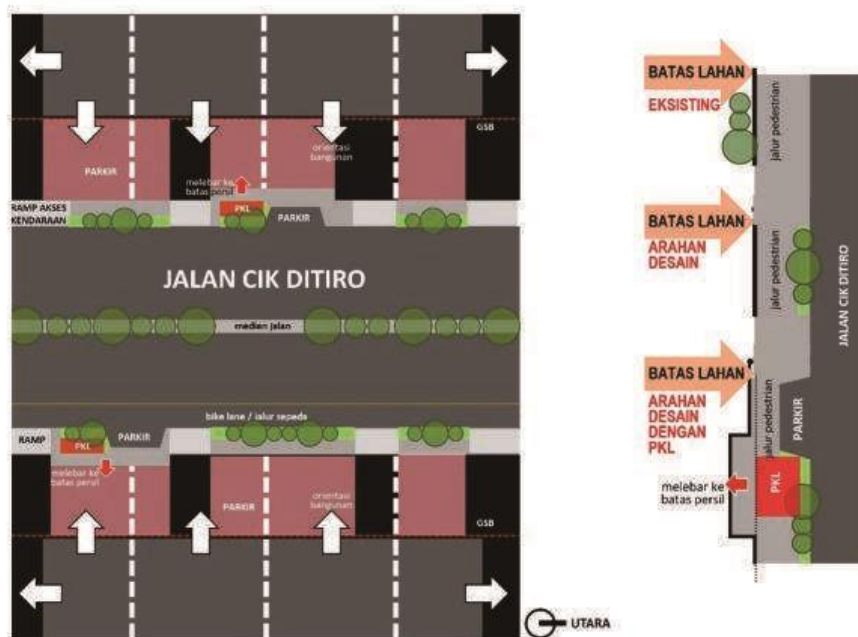 GSB
PARKIR
orientasi
bangunan
melebar ke
batas persil
RAMP AKSES
KENDARAAN
PKL
PARKIR
JALAN CIK DITIRO
median jalan
bike lane / jalur sepeda
RAMP
PKL
PARKIR
melebar ke
batas persil
PARKIR
orientasi
bangunan
GSB
UTARA
BATAS LAHAN
EKSISTING
jalur pedestrian
BATAS LAHAN
ARAHAN
DESAIN
jalur pedestrian
JALAN CIK DITIRO
BATAS LAHAN
ARAHAN
DESAIN
DENGAN
PKL
jalur pedestrian
PARKIR
melebar ke
batas persil
PKL